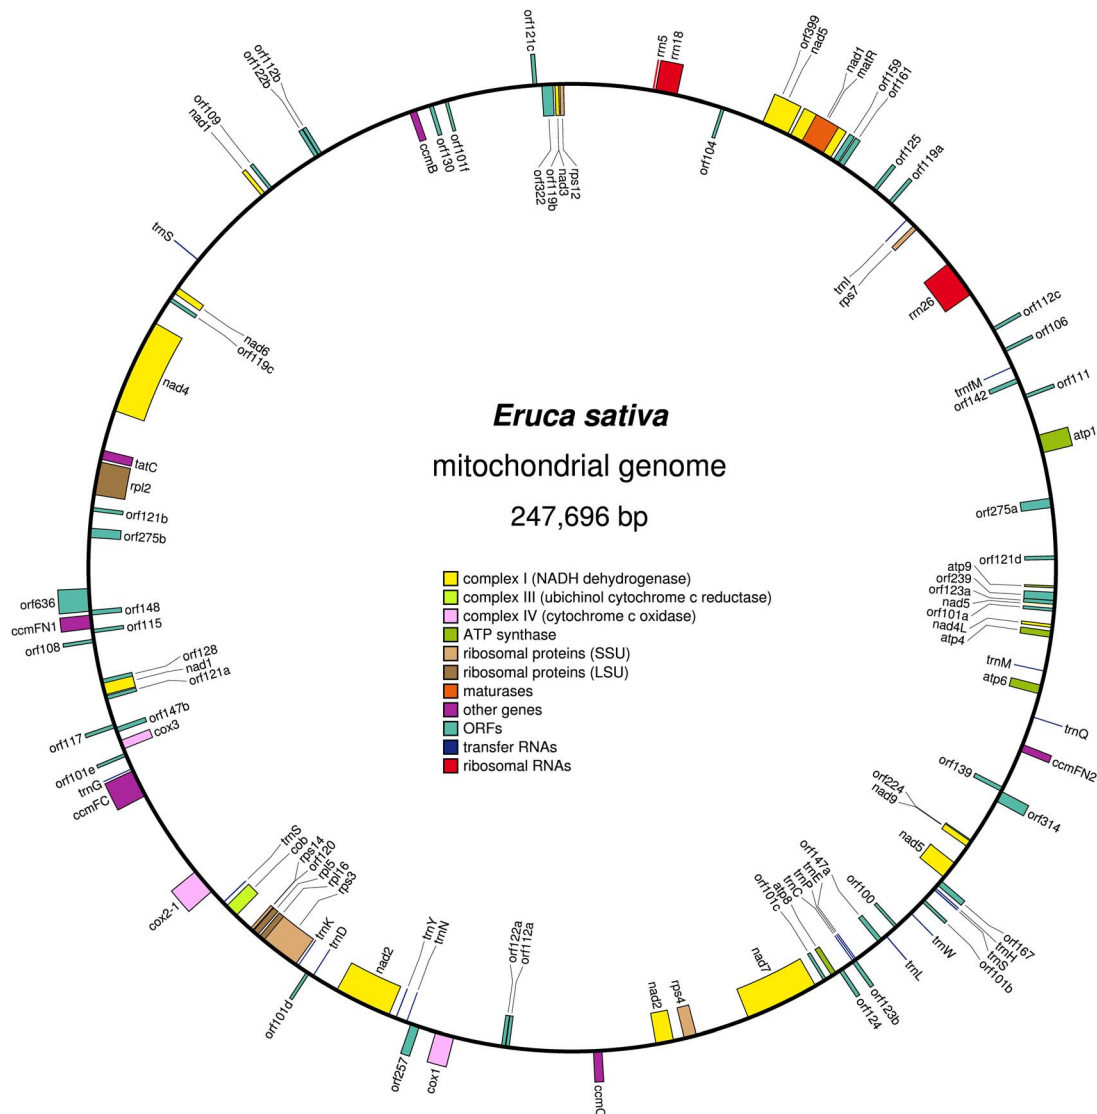 Eruca sativa
mitochondrial genome
247,696 bp
complex I (NADH dehydrogenase)
complex III (ubichinol cytochrome c reductase)
complex IV (cytochrome c oxidase)
ATP synthase
ribosomal proteins (SSU)
ribosomal proteins (LSU)
maturases
other genes
ORFs
transfer RNAs
ribosomal RNAs
orf121c
rrn5
rrn18
orf399
nad5
nad1
matR
orf159
orf161
orf125
orf119a
orf104
trnI
rps7
rrn26
orf112c
orf106
trnfM
orf142
orf111
atp1
orf275a
orf121d
atp9
orf239
orf123a
nad5
orf101a
nad4L
atp4
trnM
atp6
trnQ
ccmFN2
orf139
orf314
orf224
nad9
nad5
orf167
trnH
trnS
orf101b
trnW
orf100
trnL
orf147a
trnE
trnP
trnC
atp8
orf101c
orf123b
orf124
nad7
rps4
nad2
ccmC
orf112a
orf122a
cox1
orf257
trnN
trnY
nad2
trnD
trnK
orf101d
rps3
rpl16
rpl5
orf120
rps14
cob
trnS
cox2-1
ccmFC
trnG
orf101e
cox3
orf147b
orf117
orf121a
nad1
orf128
orf108
orf115
ccmFN1
orf148
orf636
orf275b
orf121b
rpl2
tatC
nad4
orf119c
nad6
trnS
nad1
orf109
orf122b
orf112b
ccmB
orf130
orf101f
orf322
orf119b
nad3
rps12